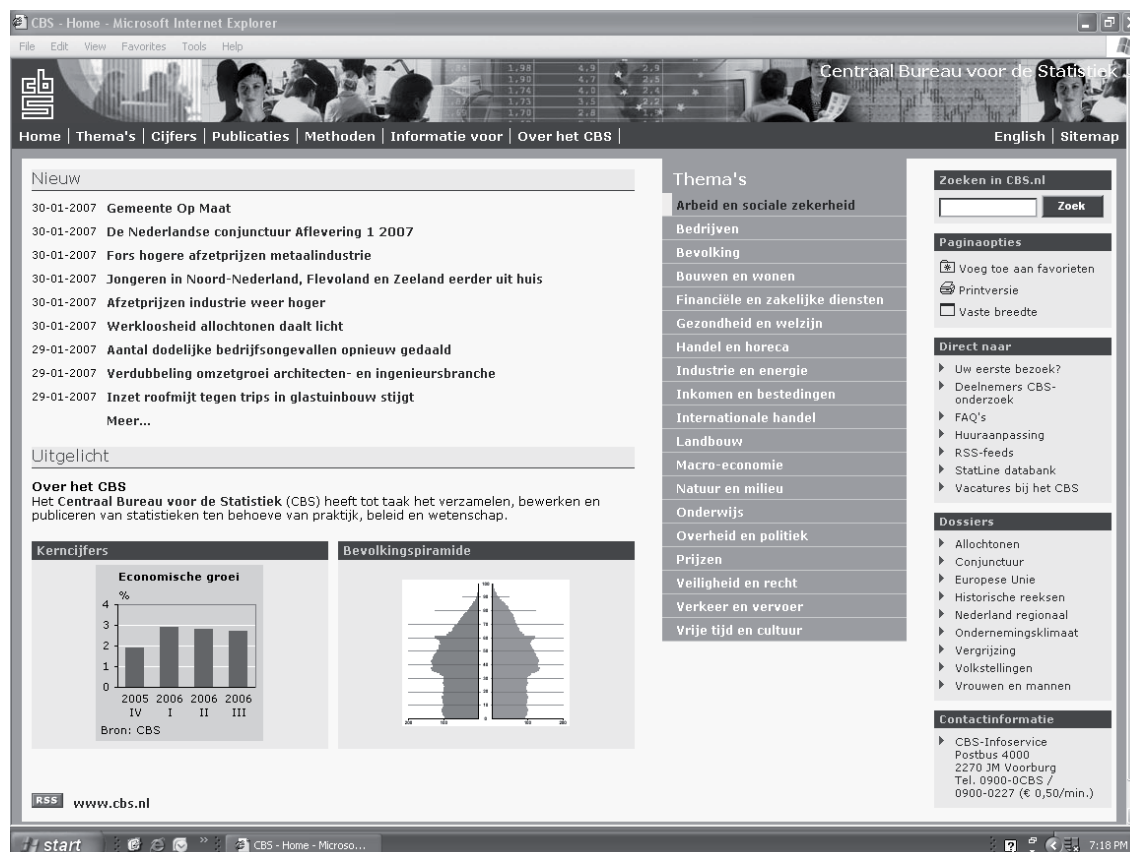 CBS - Home - Microsoft Internet Explorer
File Edit View Favorites Tools Help
Centraal Bureau voor de Statistiek
Home | Thema's | Cijfers | Publicaties | Methoden | Informatie voor | Over het CBS |
English | Sitemap
Nieuw
30-01-2007 Gemeente Op Maat
30-01-2007 De Nederlandse conjunctuur Aflevering 1 2007
30-01-2007 Fors hogere afzetprijzen metaalindustrie
30-01-2007 Jongeren in Noord-Nederland, Flevoland en Zeeland eerder uit huis
30-01-2007 Afzetprijzen industrie weer hoger
30-01-2007 Werkloosheid allochtonen daalt licht
29-01-2007 Aantal dodelijke bedrijfsongevallen opnieuw gedaald
29-01-2007 Verdubbeling omzetgroei architecten- en ingenieursbranche
29-01-2007 Inzet roofmijt tegen trips in glastuinbouw stijgt
Meer...
Uitgelicht
Over het CBS
Het Centraal Bureau voor de Statistiek (CBS) heeft tot taak het verzamelen, bewerken en
publiceren van statistieken ten behoeve van praktijk, beleid en wetenschap.
Kerncijfers
Economische groei
%
4
3
2
1
0
2005 2006 2006 2006
IV I II III
Bron: CBS
Bevolkingspiramide
RSS www.cbs.nl
Thema's
Arbeid en sociale zekerheid
Bedrijven
Bevolking
Bouwen en wonen
Financiële en zakelijke diensten
Gezondheid en welzijn
Handel en horeca
Industrie en energie
Inkomen en bestedingen
Internationale handel
Landbouw
Macro-economie
Natuur en milieu
Onderwijs
Overheid en politiek
Prijzen
Veiligheid en recht
Verkeer en vervoer
Vrije tijd en cultuur
Zoeken in CBS.nl
Zoek
Paginaopties
Voeg toe aan favorieten
Printversie
Vaste breedte
Direct naar
Uw eerste bezoek?
Deelnemers CBS-
onderzoek
FAQ's
Huuraanpassing
RSS-feeds
StatLine databank
Vacatures bij het CBS
Dossiers
Allochtonen
Conjunctuur
Europese Unie
Historische reeksen
Nederland regionaal
Ondernemingsklimaat
Vergrijzing
Volkstellingen
Vrouwen en mannen
Contactinformatie
CBS-Infoservice
Postbus 4000
2270 JM Voorburg
Tel. 0900-0CBS /
0900-0227 (€ 0,50/min.)
start
CBS - Home - Microso...
7:18 PM